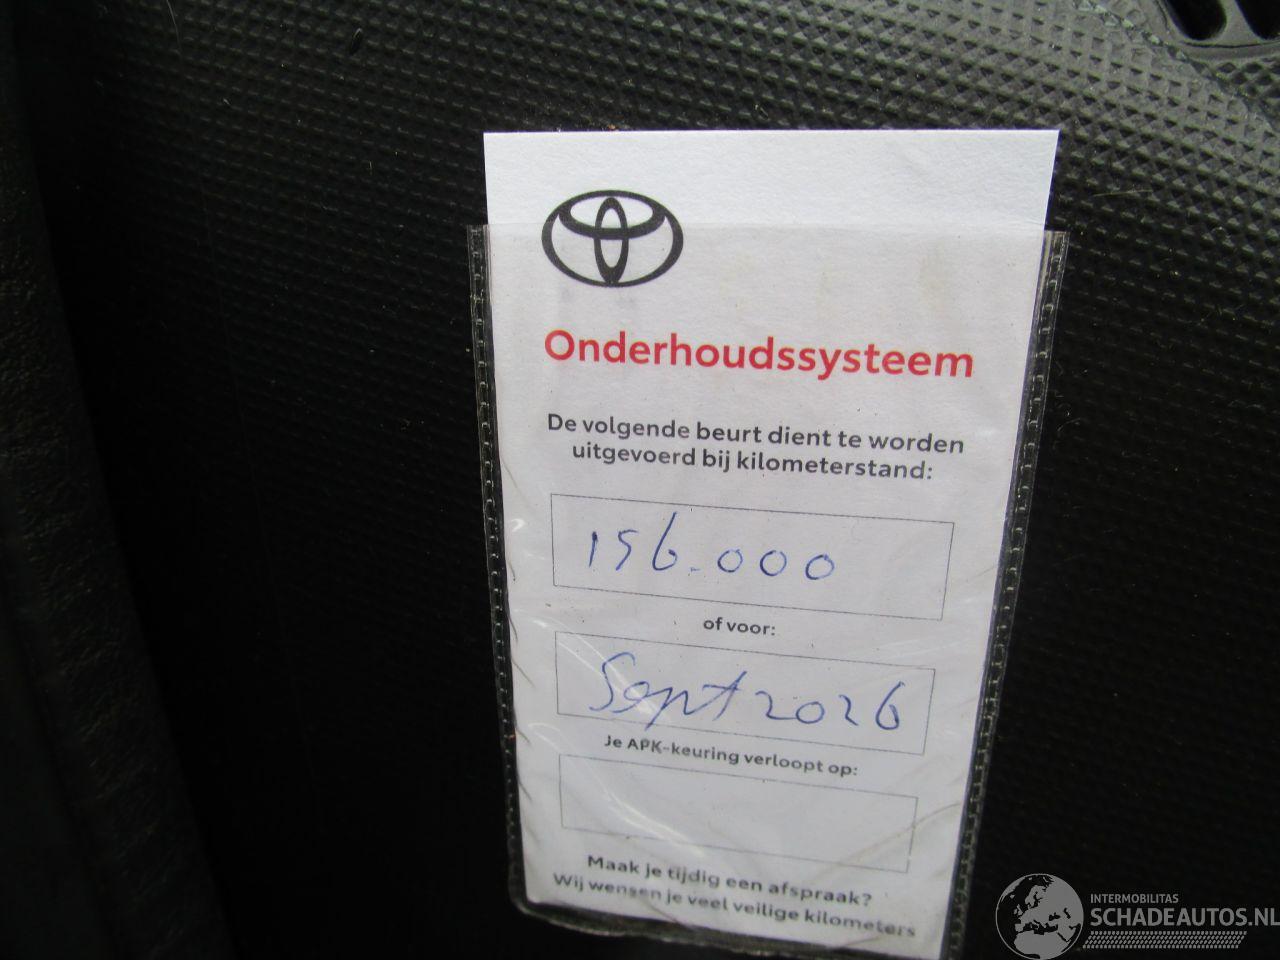 Onderhoudssysteem
De volgende beurt dient te worden
uitgevoerd bij kilometerstand:
156.000
of voor:
Sept 2026
Je APK-keuring verloopt op:
Maak je tijdig een afspraak?
Wij wensen je veel veilige kilometers
INTERMOBILITAS
SCHADEAUTOS.NL